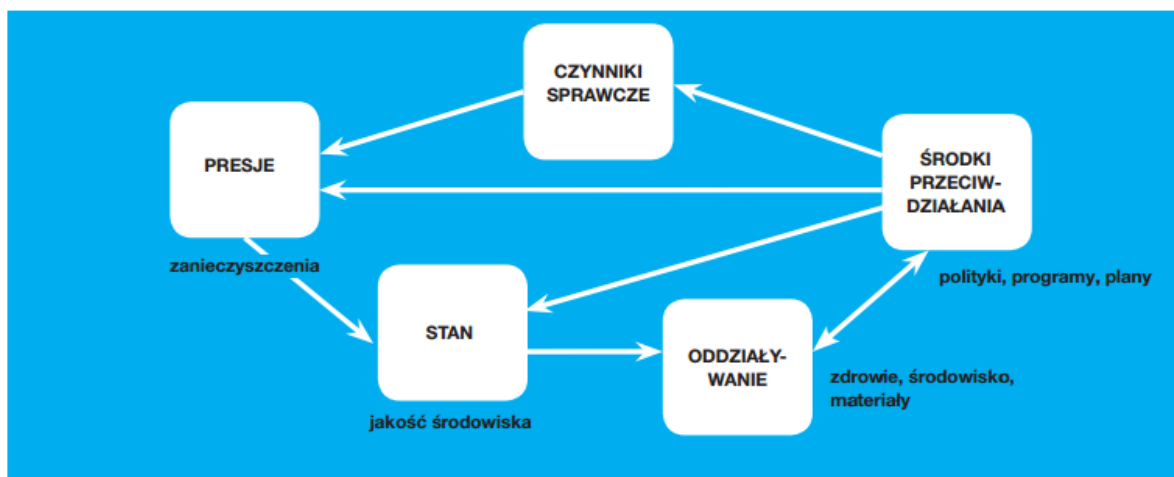 CZYNNIKI
SPRAWCZE
PRESJE
ŚRODKI
PRZECIW-
DZIAŁANIA
zanieczyszczenia
polityki, programy, plany
STAN
ODDZIAŁY-
WANIE
zdrowie, środowisko,
materiały
jakość środowiska